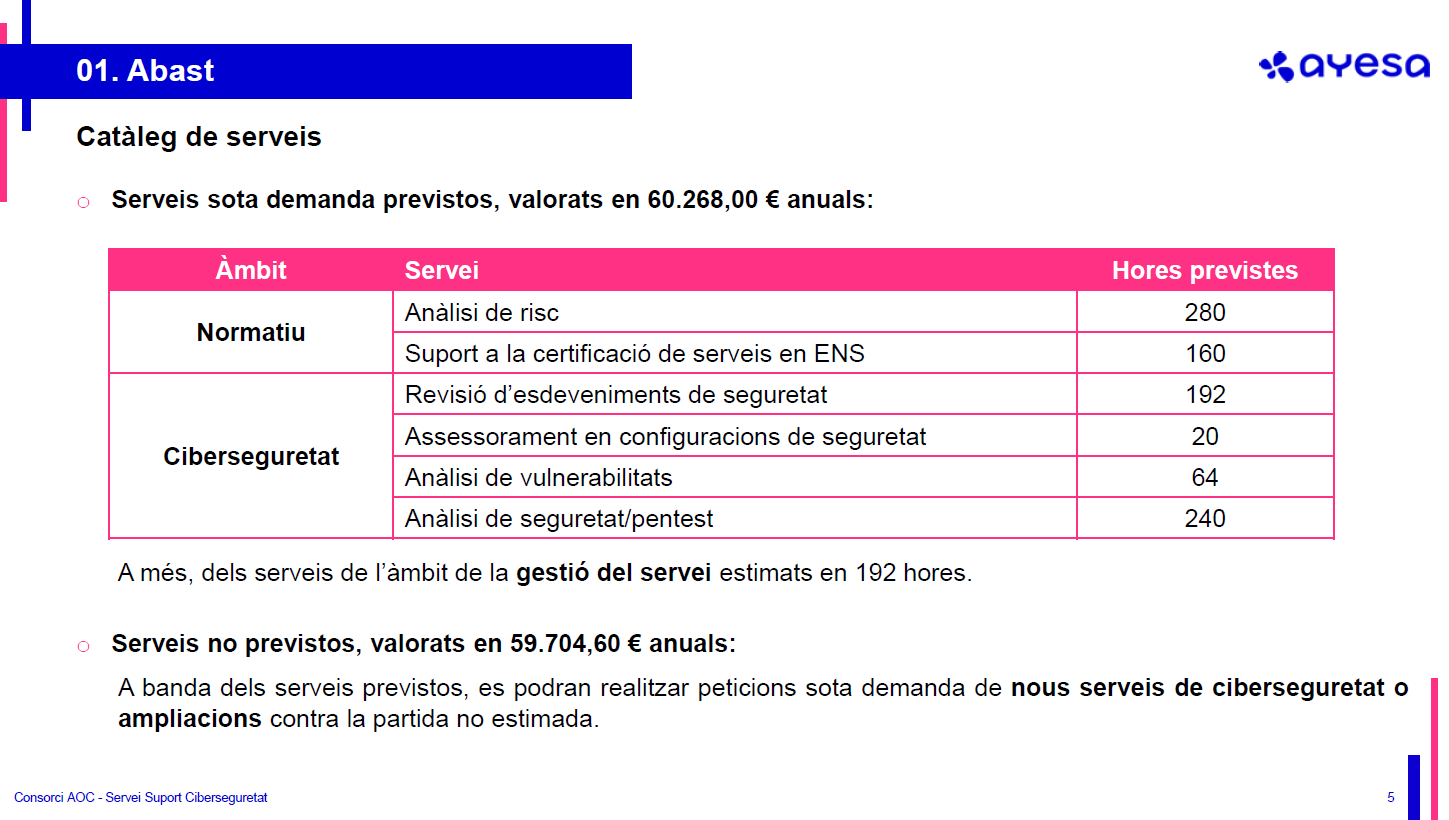 01. Abast
ayesa
Catàleg de serveis
Serveis sota demanda previstos, valorats en 60.268,00 € anuals:
Àmbit Servei Hores previstes
Normatiu
Anàlisi de risc 280
Suport a la certificació de serveis en ENS 160
Ciberseguretat
Revisió d’esdeveniments de seguretat 192
Assessorament en configuracions de seguretat 20
Anàlisi de vulnerabilitats 64
Anàlisi de seguretat/pentest 240
A més, dels serveis de l’àmbit de la gestió del servei estimats en 192 hores.
Serveis no previstos, valorats en 59.704,60 € anuals:
A banda dels serveis previstos, es podran realitzar peticions sota demanda de nous serveis de ciberseguretat o
ampliacions contra la partida no estimada.
Consorci AOC - Servei Suport Ciberseguretat
5